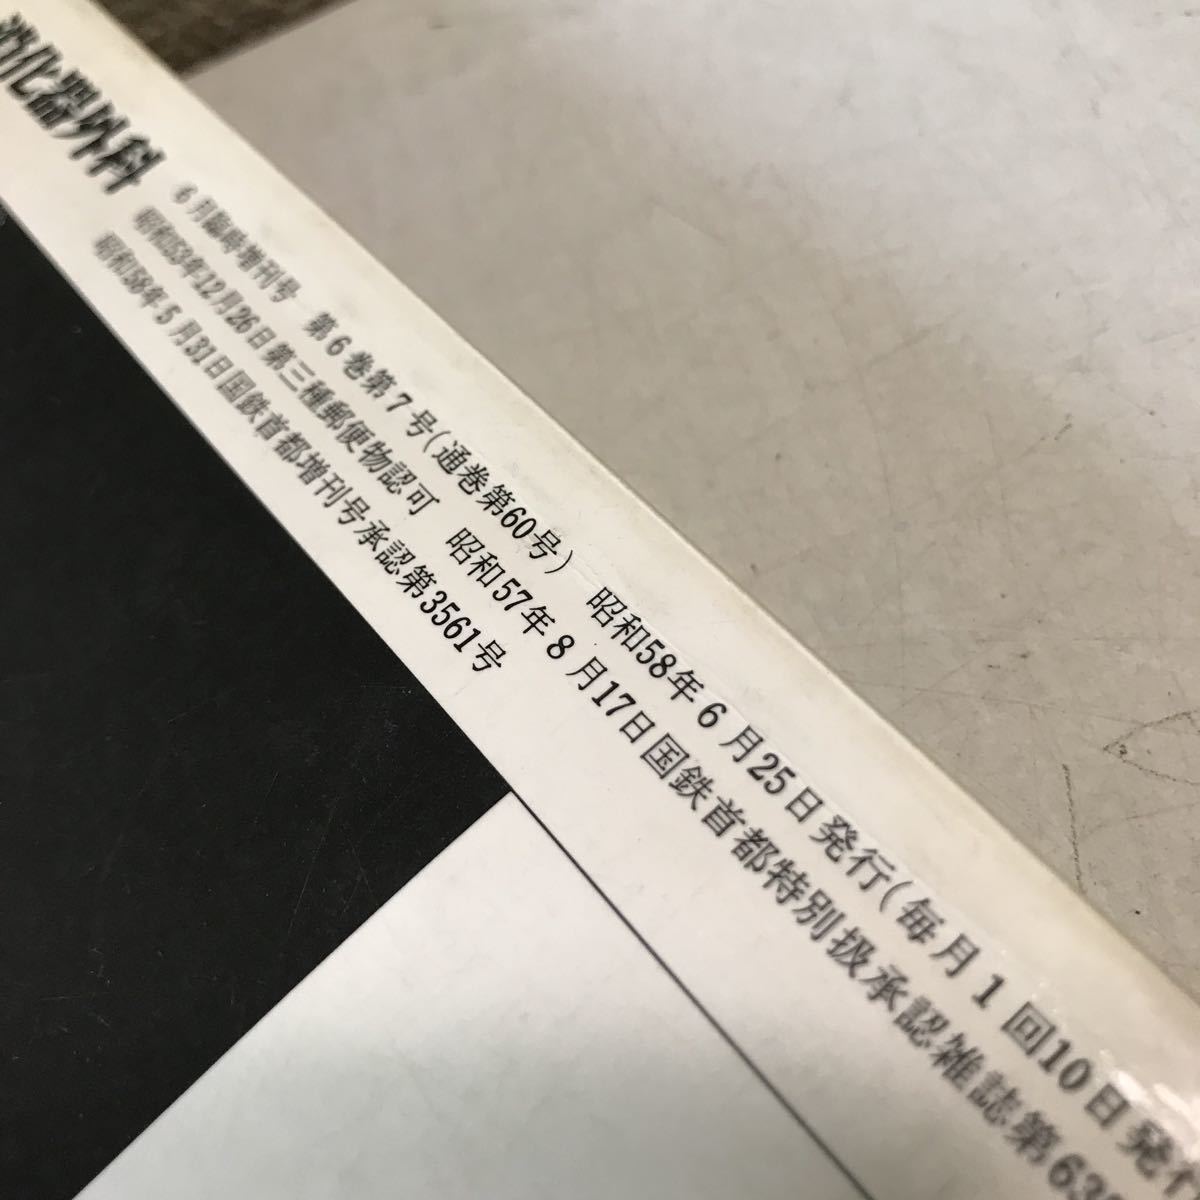 消化器外科
6月臨時増刊号 第6巻第7号(通巻第60号) 昭和58年6月25日発行(毎月1回10日発行
昭和53年12月26日第三種郵便物認可 昭和57年8月17日国鉄首都特別扱承認雑誌第63
昭和58年5月31日国鉄首都増刊号承認第3561号